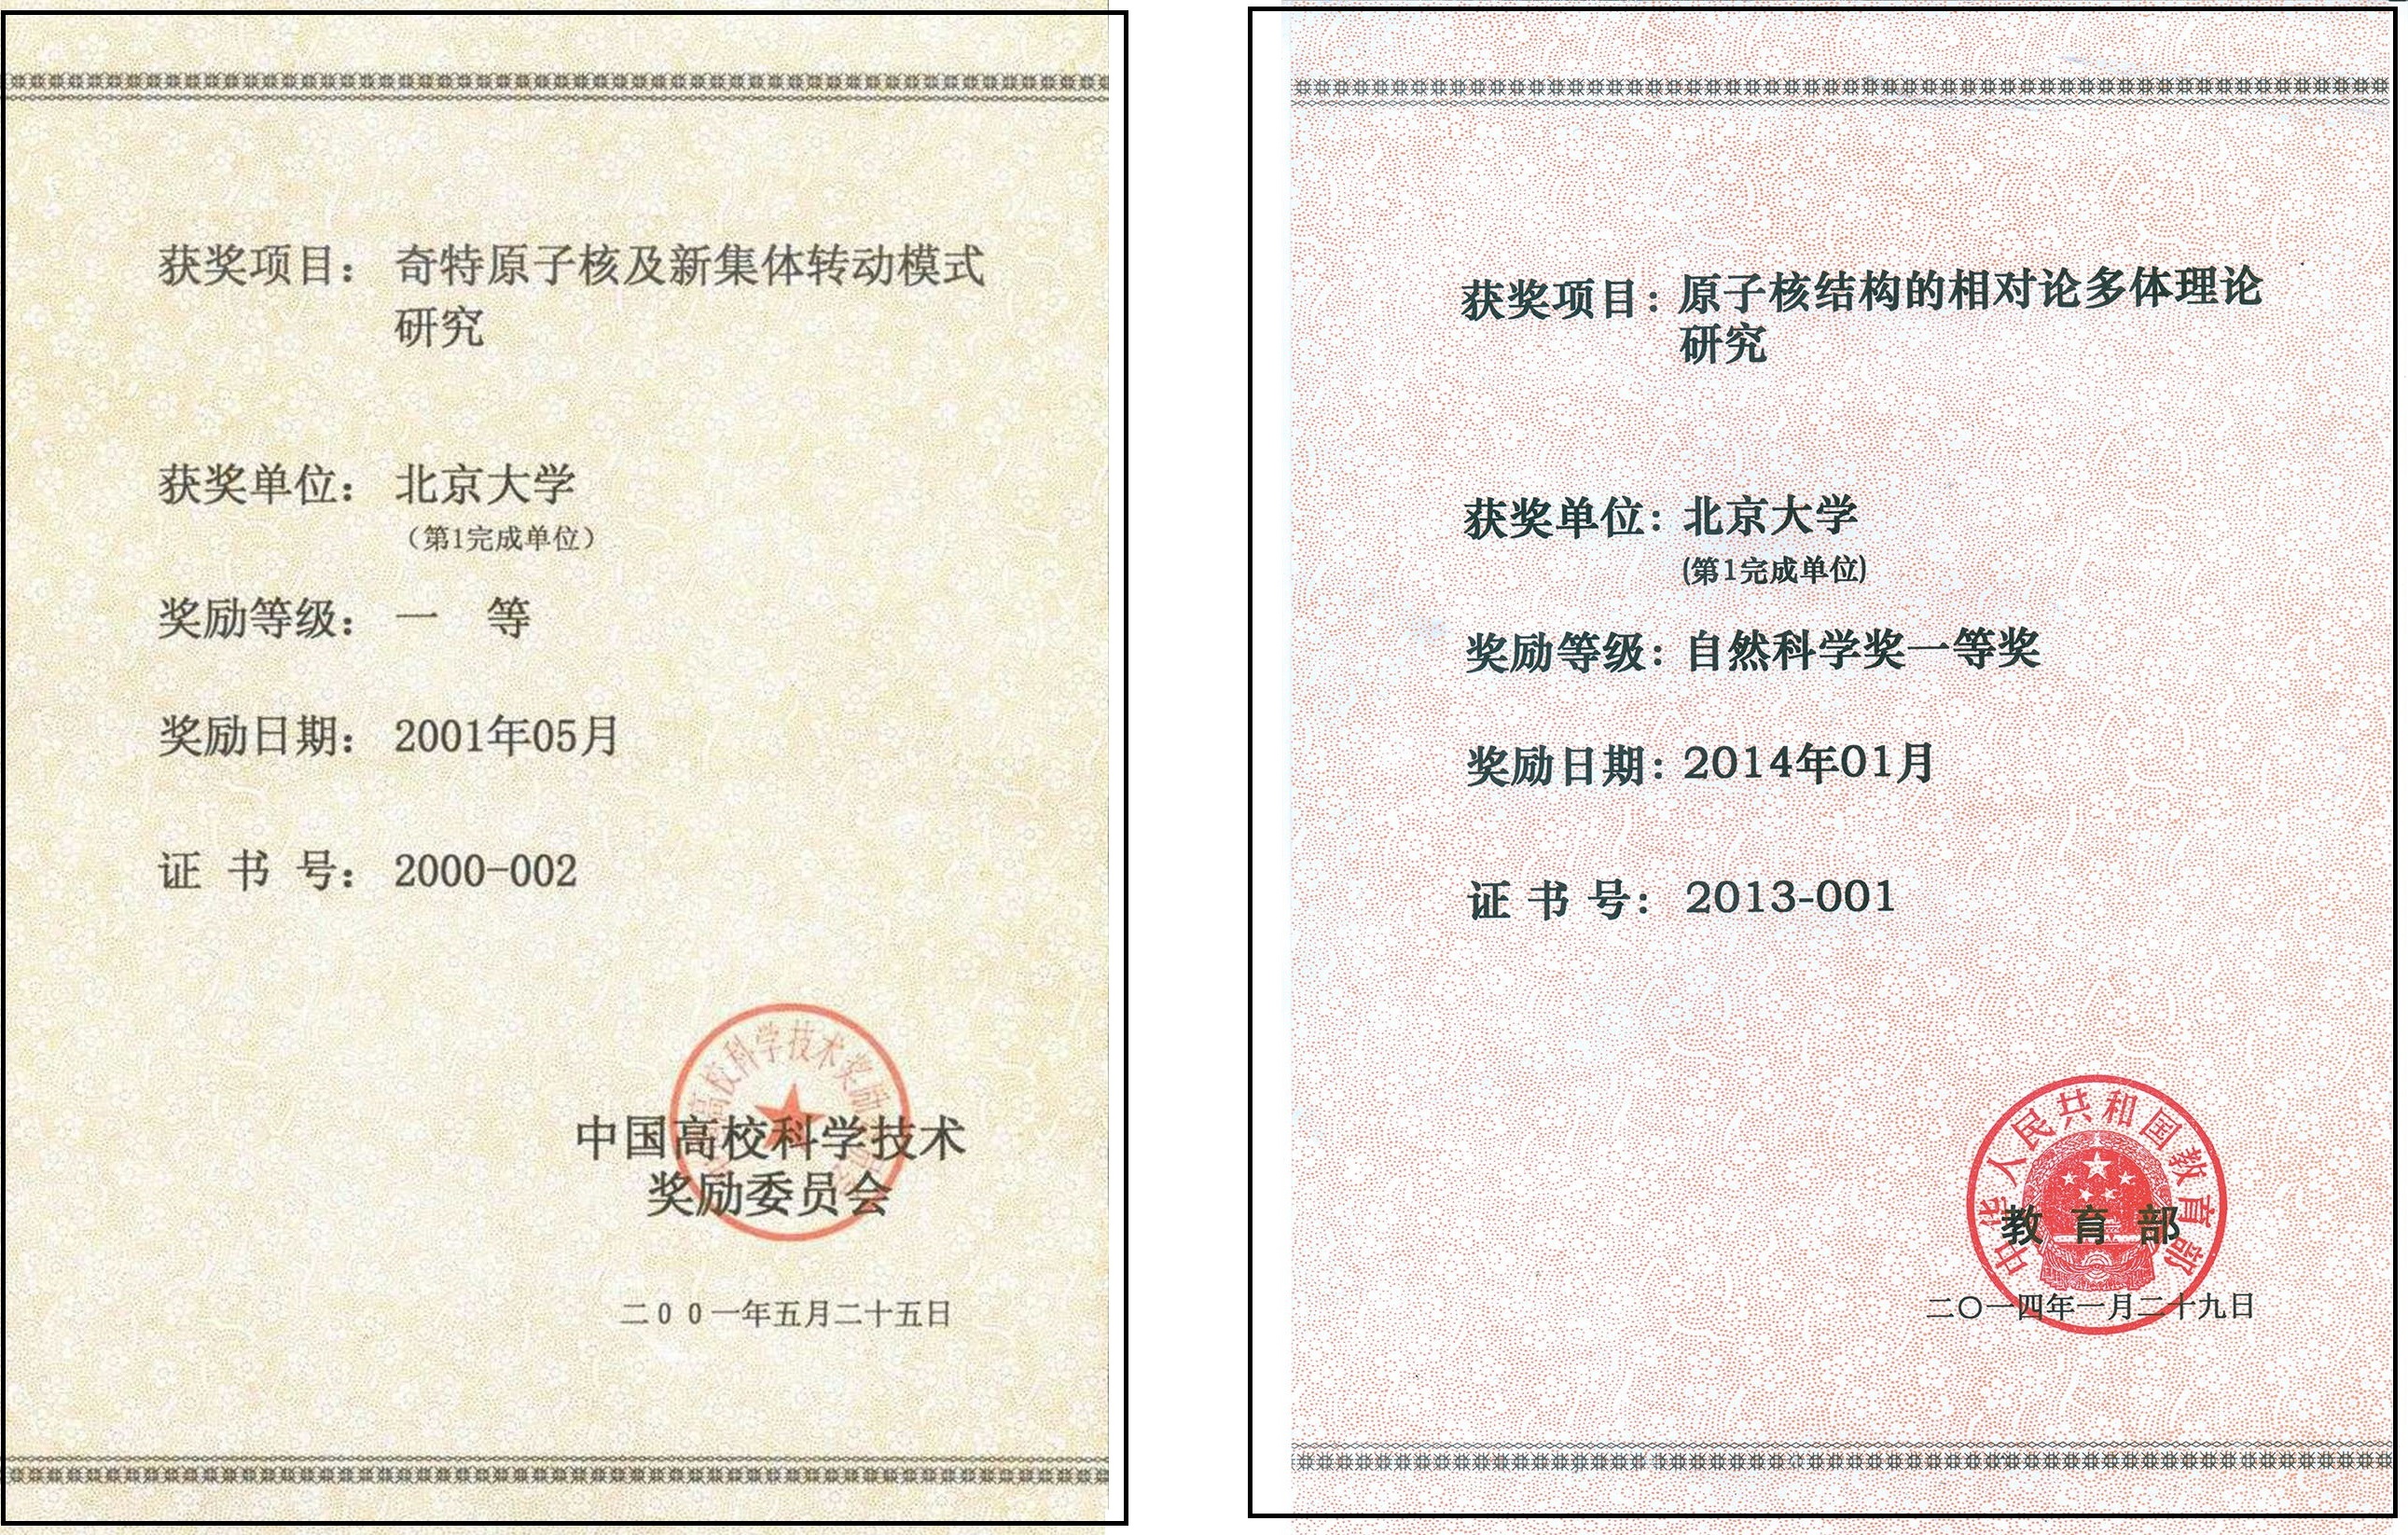 获奖项目： 奇特原子核及新集体转动模式
研究
获奖单位： 北京大学
（第1完成单位）
奖励等级： 一 等
奖励日期： 2001年05月
证 书 号： 2000-002
高校科学技术奖励
中国高校科学技术
奖励委员会
二００一年五月二十五日
获奖项目：原子核结构的相对论多体理论
研究
获奖单位：北京大学
(第1完成单位)
奖励等级：自然科学奖一等奖
奖励日期：2014年01月
证 书 号： 2013-001
中华人民共和国教育部
教 育 部
二〇一四年一月二十九日